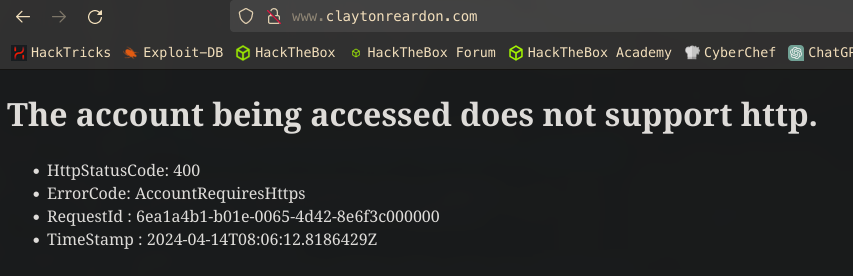 www.claytonreardon.com
HackTricks Exploit-DB HackTheBox HackTheBox Forum HackTheBox Academy CyberChef ChatGP
The account being accessed does not support http.
• HttpStatusCode: 400
• ErrorCode: AccountRequiresHttps
• RequestId : 6ea1a4b1-b01e-0065-4d42-8e6f3c000000
• TimeStamp : 2024-04-14T08:06:12.8186429Z